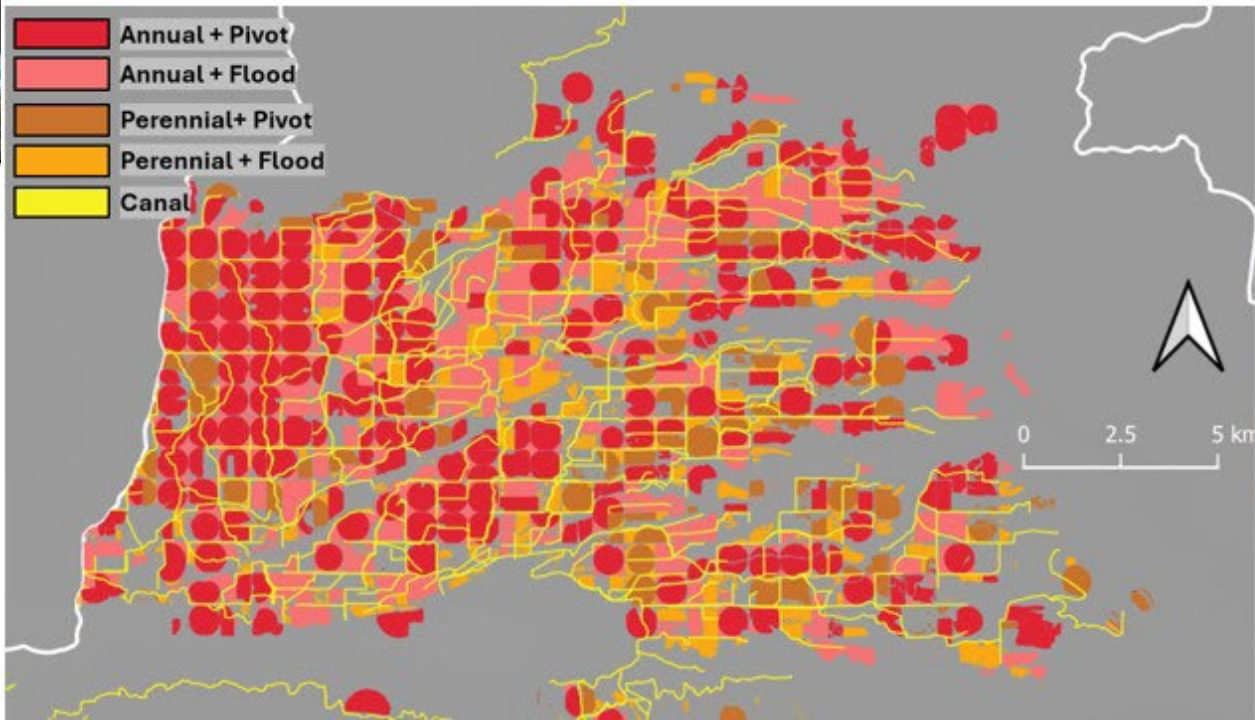 Annual + Pivot
Annual + Flood
Perennial+ Pivot
Perennial + Flood
Canal
0 2.5 5 km